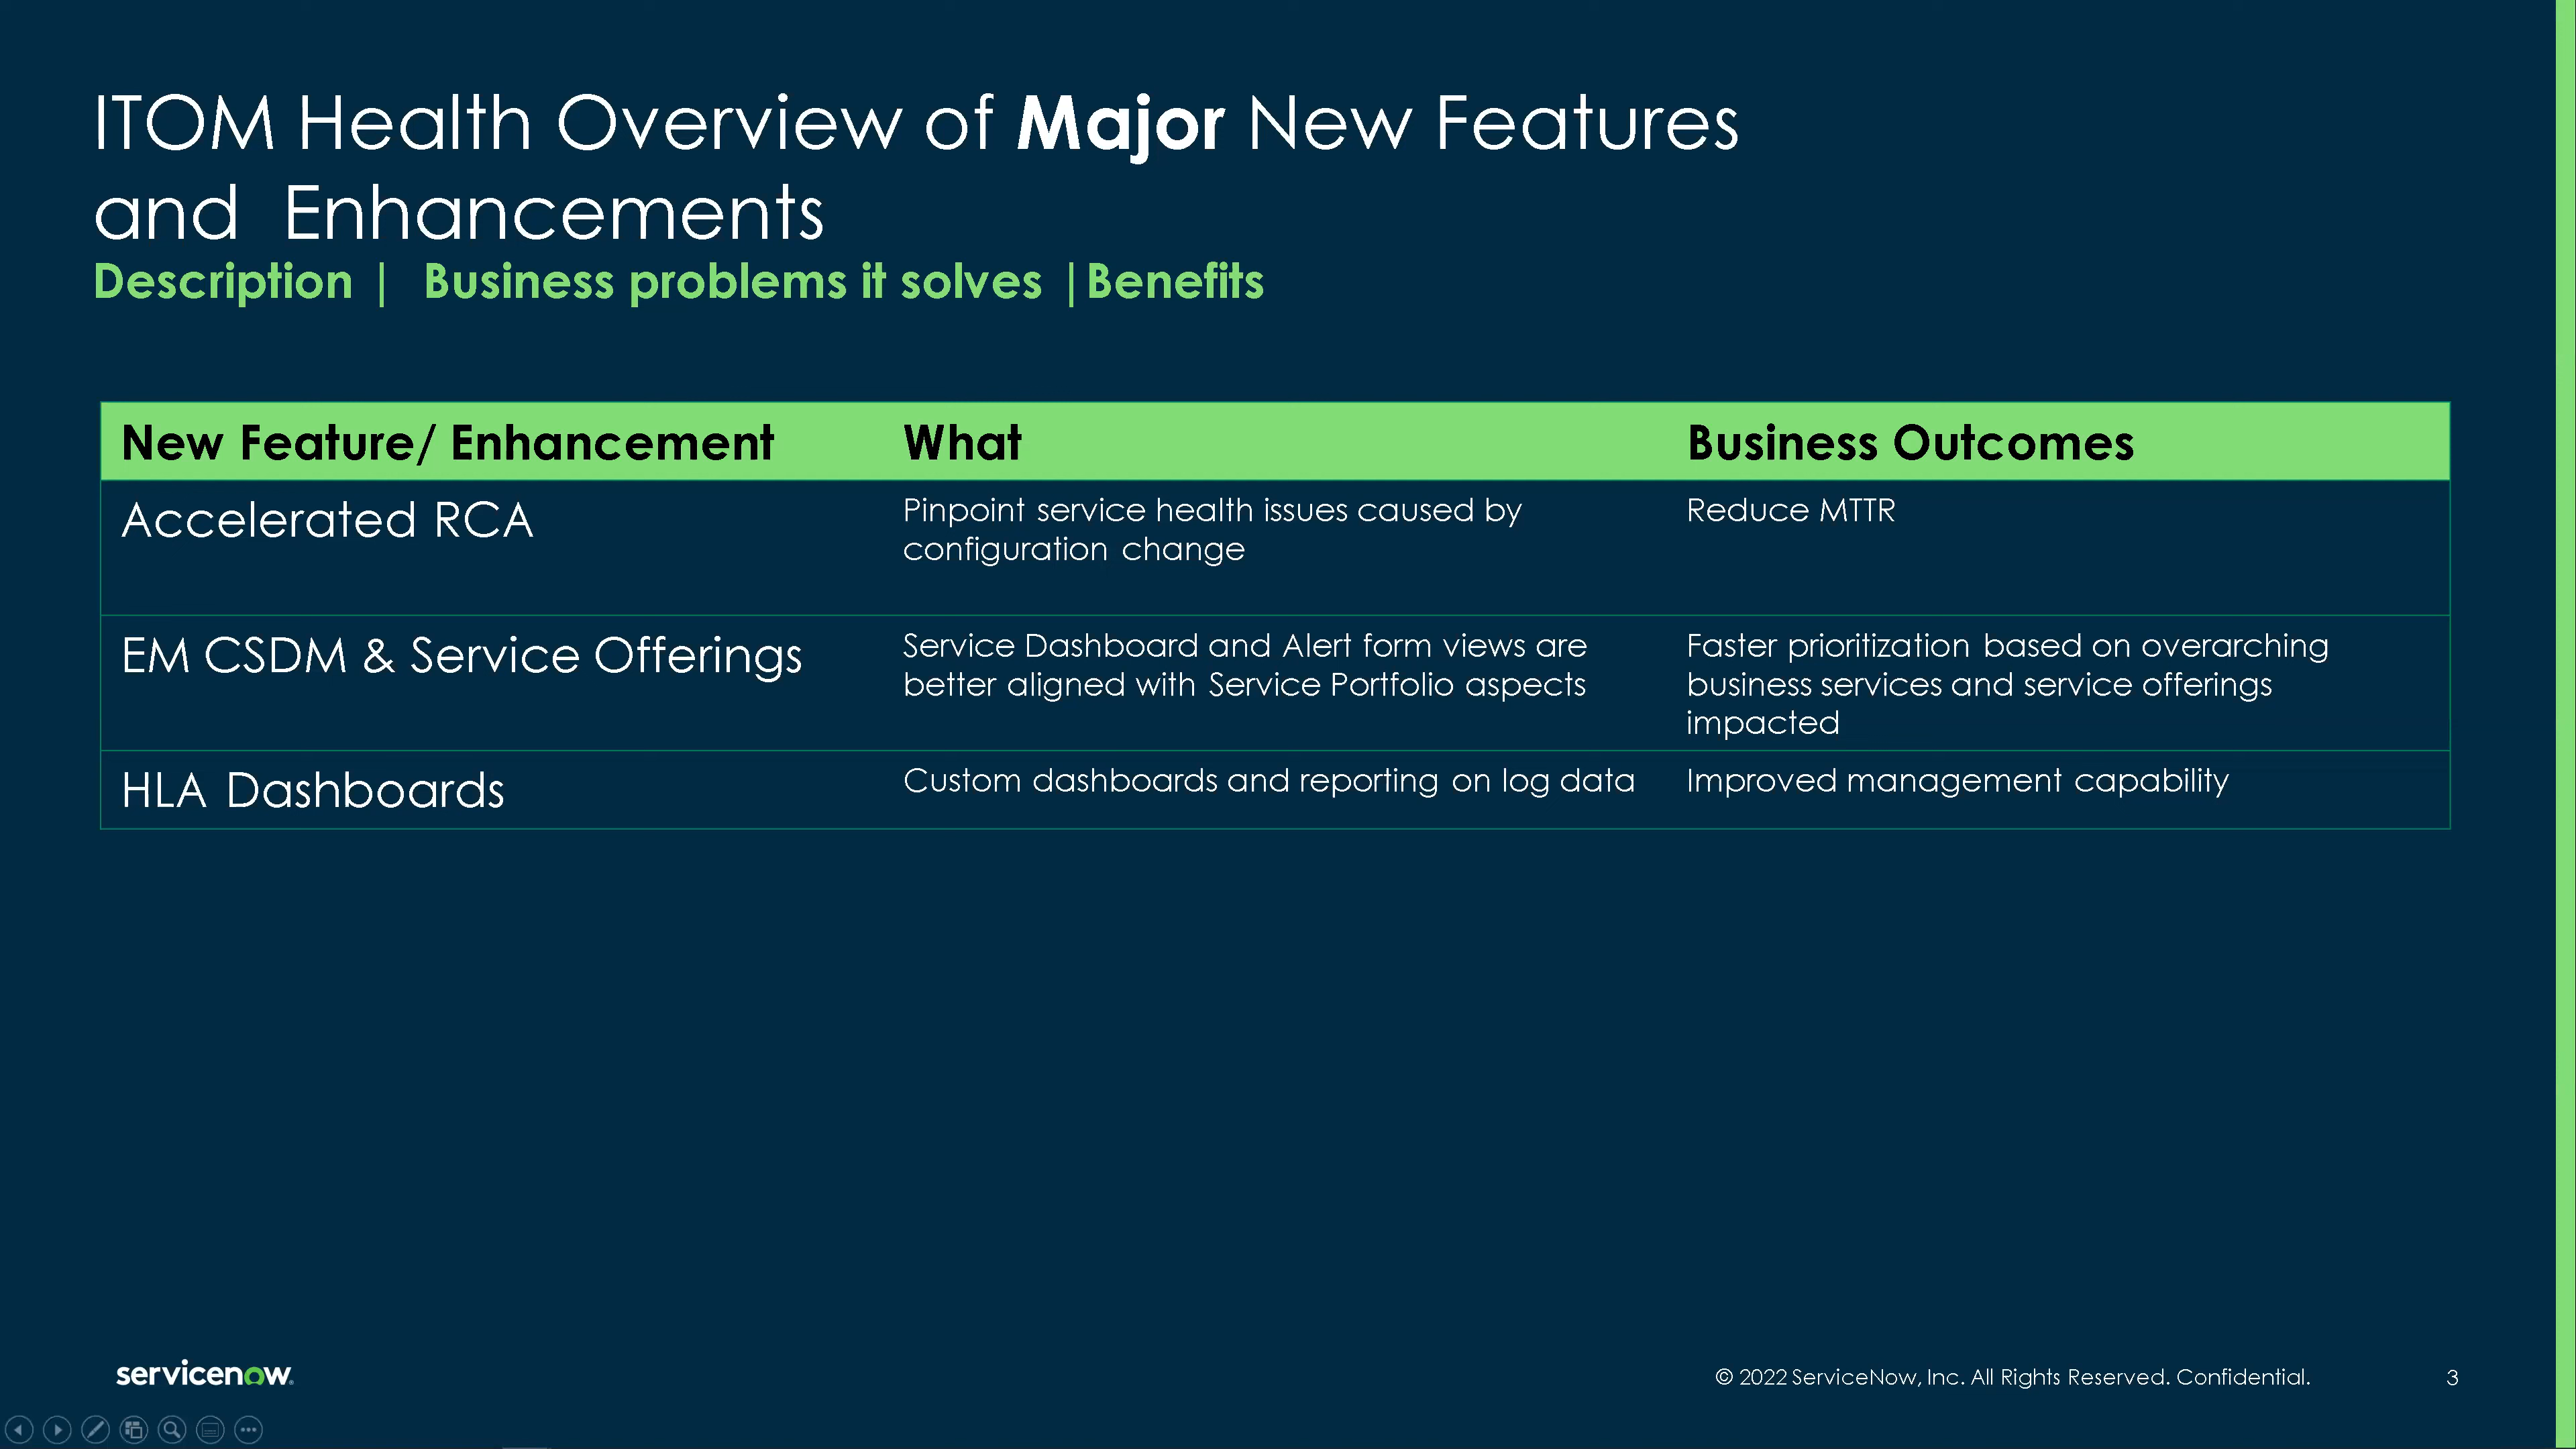 ITOM Health Overview of Major New Features
and Enhancements
Description | Business problems it solves |Benefits
New Feature/ Enhancement
What
Business Outcomes
Accelerated RCA
Pinpoint service health issues caused by
configuration change
Reduce MTTR
EM CSDM & Service Offerings
Service Dashboard and Alert form views are
better aligned with Service Portfolio aspects
Faster prioritization based on overarching
business services and service offerings
impacted
HLA Dashboards
Custom dashboards and reporting on log data
Improved management capability
servicenow.
© 2022 ServiceNow, Inc. All Rights Reserved. Confidential.
3